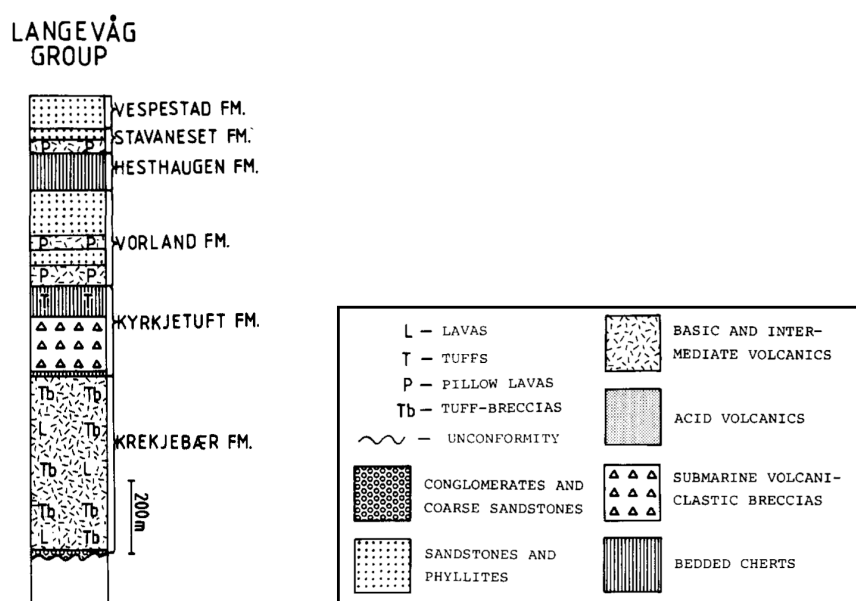 LANGEVÅG
GROUP
VESPESTAD FM.
STAVANESET FM.
P P
HESTHAUGEN FM.
P P
VORLAND FM.
P P
T T
KYRKJETUFT FM.
Tb Tb
L Tb
KREKJEBÆR FM.
Tb L
Tb Tb
L Tb
200m
L – LAVAS
T – TUFFS
P – PILLOW LAVAS
Tb – TUFF-BRECCIAS
– UNCONFORMITY
CONGLOMERATES AND
COARSE SANDSTONES
SANDSTONES AND
PHYLLITES
BASIC AND INTER-
MEDIATE VOLCANICS
ACID VOLCANICS
SUBMARINE VOLCANI-
CLASTIC BRECCIAS
BEDDED CHERTS